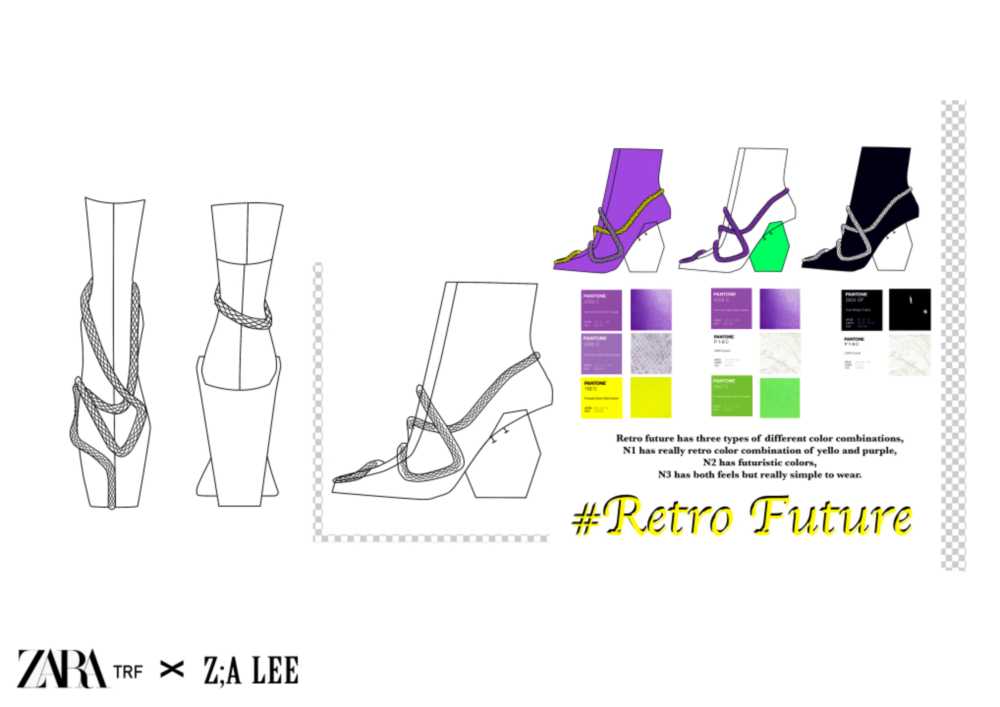 PANTONE
PANTONE
PANTONE
PANTONE
PANTONE
PANTONE
Retro future has three types of different color combinations,
N1 has really retro color combination of yello and purple,
N2 has futuristic colors,
N3 has both feels but really simple to wear.
#Retro Future
ZARA TRF X Z;A LEE